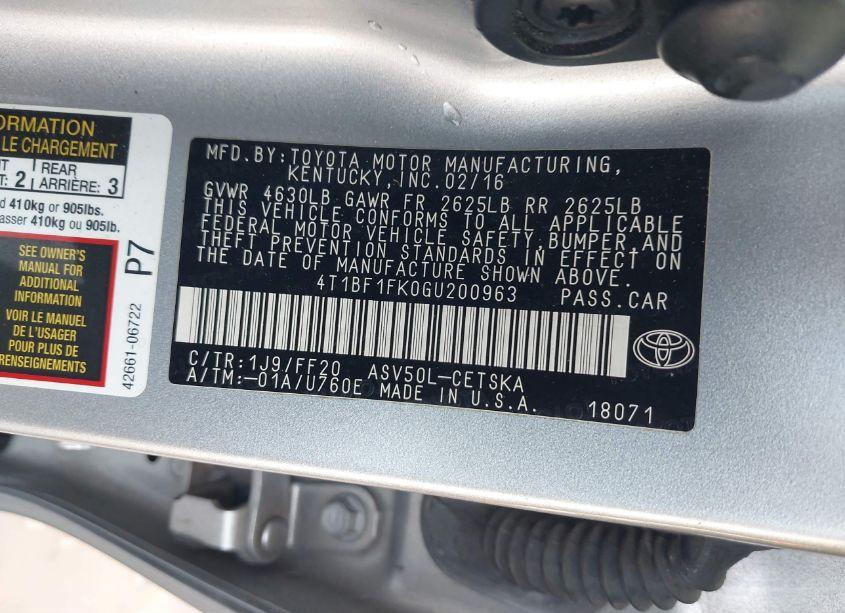 ORMATION
LE CHARGEMENT
T: 2 REAR ARRIÈRE: 3
d 410kg or 905lbs.
asser 410kg ou 905lb.
SEE OWNER'S
MANUAL FOR
ADDITIONAL
INFORMATION
VOIR LE MANUEL
DE L'USAGER
POUR PLUS DE
RENSEIGNEMENTS
P7
42661-06722
MFD.BY:TOYOTA MOTOR MANUFACTURING,
KENTUCKY,INC.02/16
GVWR 4630LB GAWR FR 2625LB RR 2625LB
THIS VEHICLE CONFORMS TO ALL APPLICABLE
FEDERAL MOTOR VEHICLE SAFETY,BUMPER,AND
THEFT PREVENTION STANDARDS IN EFFECT ON
THE DATE OF MANUFACTURE SHOWN ABOVE.
4T1BF1FK0GU200963 PASS.CAR
C/TR:1J9/FF20 ASV50L-CETSKA
A/TM:-01A/U760E MADE IN U.S.A. 18071